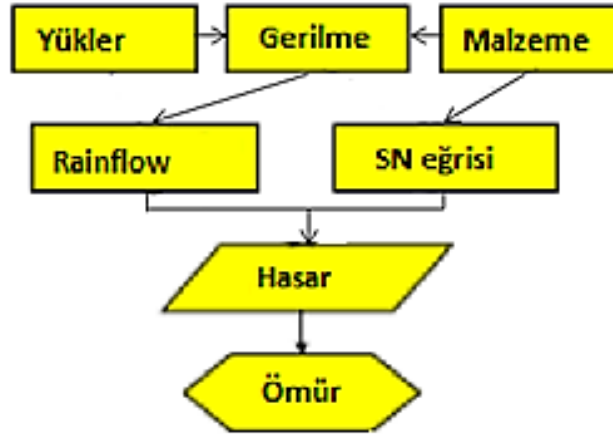 Yükler
Gerilme
Malzeme
Rainflow
SN eğrisi
Hasar
Ömür